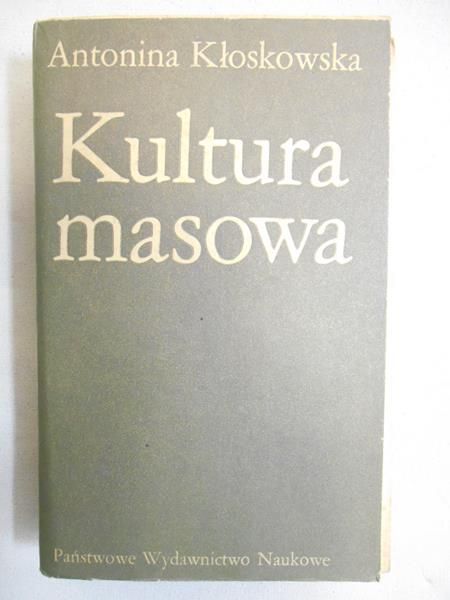 Antonina Kłoskowska
Kultura
masowa
Państwowe Wydawnictwo Naukowe